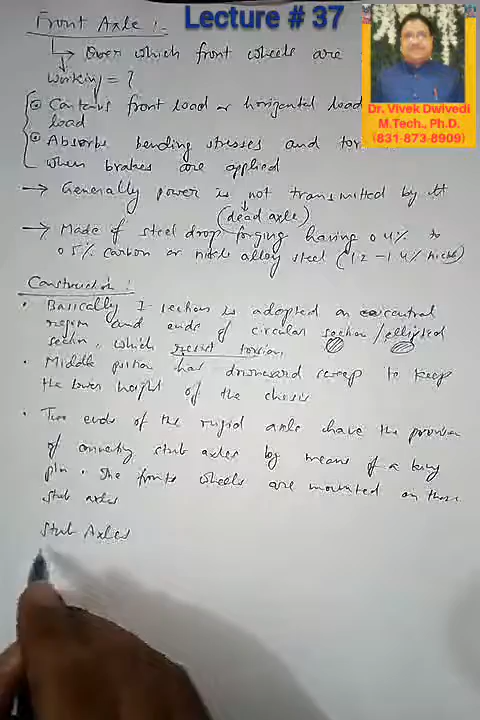 Lecture # 37
Front Axle :-
Over which front wheels are
working = ?
Contains front load or horizontal load
load
Absorbs bending stresses and tor
when brakes are applied
Generally power is not transmitted by it
(dead axle)
Made of steel drop forging having 0.4% to
0.5% carbon or nickle alloy steel (1.2-1.4% nickle)
Construction :
Basically I-section is adopted in central
region and ends of circular section/elliptical
section. which resist torsion
Middle portion has downward sweep to keep
the lower height of the chassis
Two ends of the rigid axle have the provision
of connecting stub axles by means of a king
pin. The fronts wheels are mounted on these
stub axles
Stub Axles
Dr. Vivek Dwivedi
M.Tech., Ph.D.
(831-873-8909)